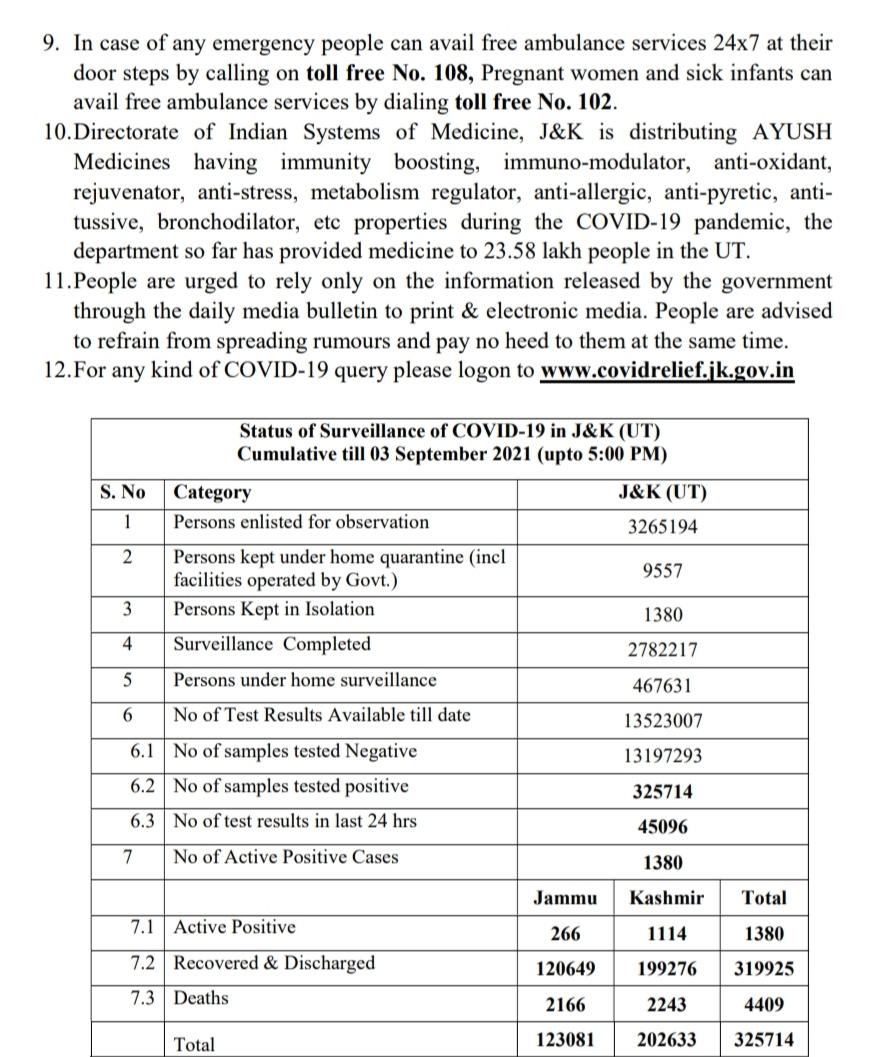 9. In case of any emergency people can avail free ambulance services 24x7 at their
door steps by calling on toll free No. 108, Pregnant women and sick infants can
avail free ambulance services by dialing toll free No. 102.
10.Directorate of Indian Systems of Medicine, J&K is distributing AYUSH
Medicines having immunity boosting, immuno-modulator, anti-oxidant,
rejuvenator, anti-stress, metabolism regulator, anti-allergic, anti-pyretic, anti-
tussive, bronchodilator, etc properties during the COVID-19 pandemic, the
department so far has provided medicine to 23.58 lakh people in the UT.
11.People are urged to rely only on the information released by the government
through the daily media bulletin to print & electronic media. People are advised
to refrain from spreading rumours and pay no heed to them at the same time.
12.For any kind of COVID-19 query please logon to www.covidrelief.jk.gov.in
Status of Surveillance of COVID-19 in J&K (UT)
Cumulative till 03 September 2021 (upto 5:00 PM)
S. No Category J&K (UT)
1 Persons enlisted for observation 3265194
2 Persons kept under home quarantine (incl
facilities operated by Govt.) 9557
3 Persons Kept in Isolation 1380
4 Surveillance Completed 2782217
5 Persons under home surveillance 467631
6 No of Test Results Available till date 13523007
6.1 No of samples tested Negative 13197293
6.2 No of samples tested positive 325714
6.3 No of test results in last 24 hrs 45096
7 No of Active Positive Cases 1380
Jammu Kashmir Total
7.1 Active Positive 266 1114 1380
7.2 Recovered & Discharged 120649 199276 319925
7.3 Deaths 2166 2243 4409
Total 123081 202633 325714